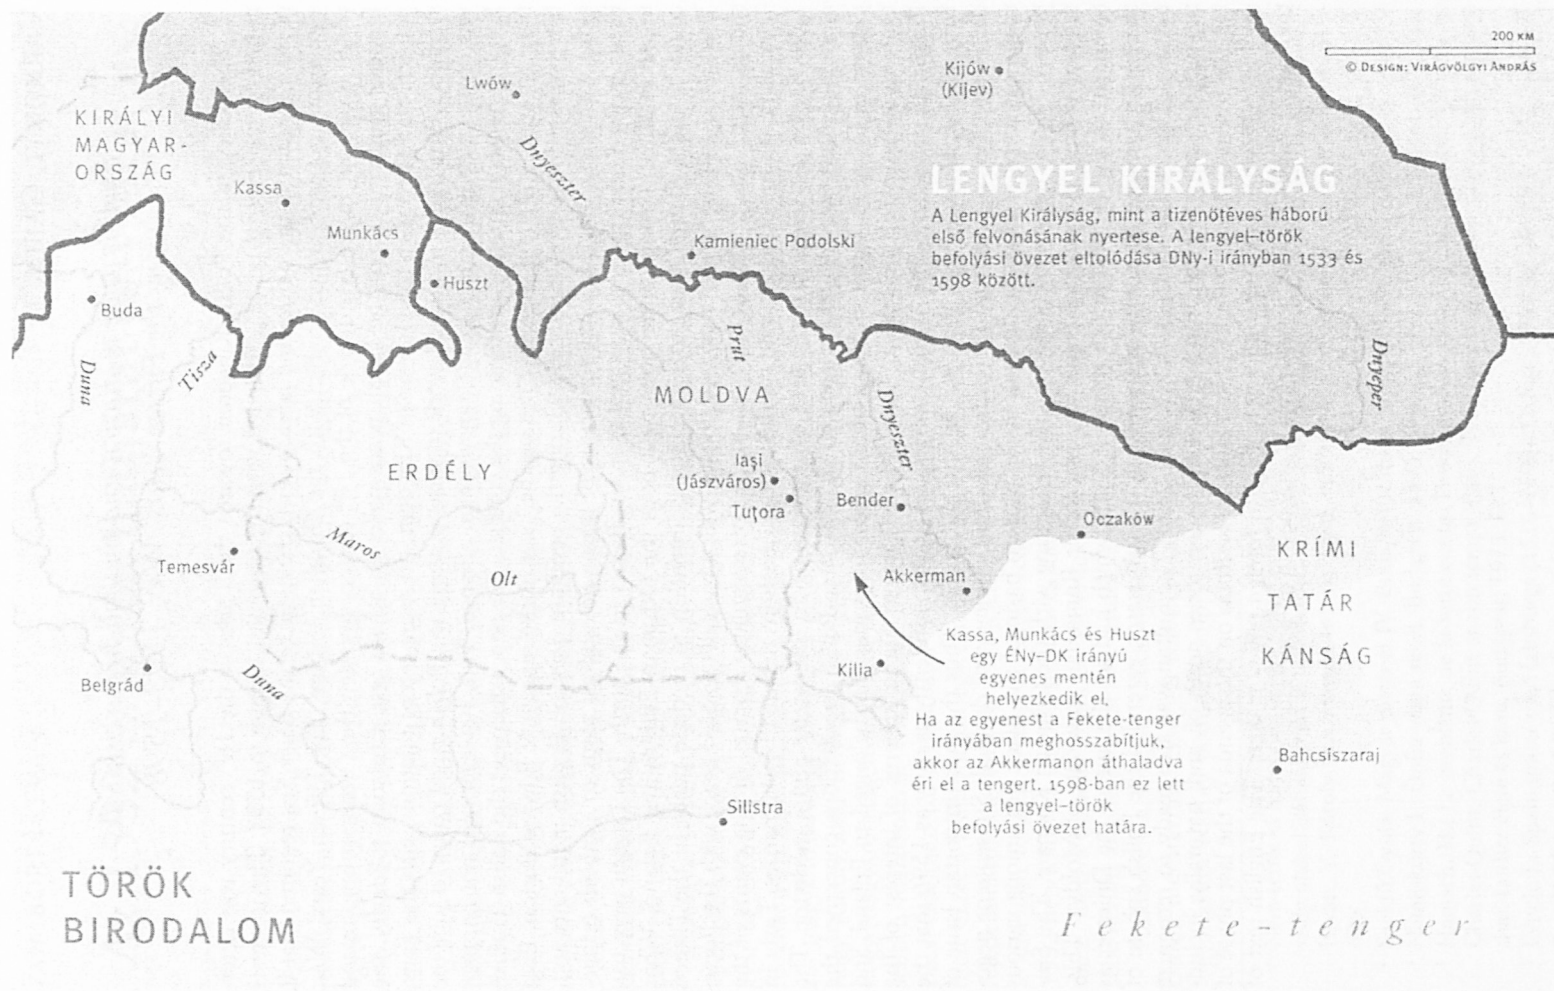 200 KM
© DESIGN: VIRÁGVÖLGYI ANDRÁS
Lwów
Kijów
(Kijev)
KIRÁLYI
MAGYAR-
ORSZÁG
Dnyeszter
LENGYEL KIRÁLYSÁG
A Lengyel Királyság, mint a tizenötéves háború
első felvonásának nyertese. A lengyel–török
befolyási övezet eltolódása DNy-i irányban 1533 és
1598 között.
Kassa
Munkács
Kamieniec Podolski
Huszt
Buda
Duna
Tisza
Prut
Dnyeper
MOLDVA
Dnyeszter
ERDÉLY
Iași
(Jászváros)
Tuțora
Bender
Oczaków
Maros
Temesvár
Olt
Akkerman
KRÍMI
TATÁR
KÁNSÁG
Kassa, Munkács és Huszt
egy ÉNy–DK irányú
egyenes mentén
helyezkedik el.
Ha az egyenest a Fekete-tenger
irányában meghosszabítjuk,
akkor az Akkermanon áthaladva
éri el a tengert. 1598-ban ez lett
a lengyel–török
befolyási övezet határa.
Kilia
Belgrád
Duna
Bahcsiszaraj
Silistra
TÖRÖK
BIRODALOM
Fekete-tenger